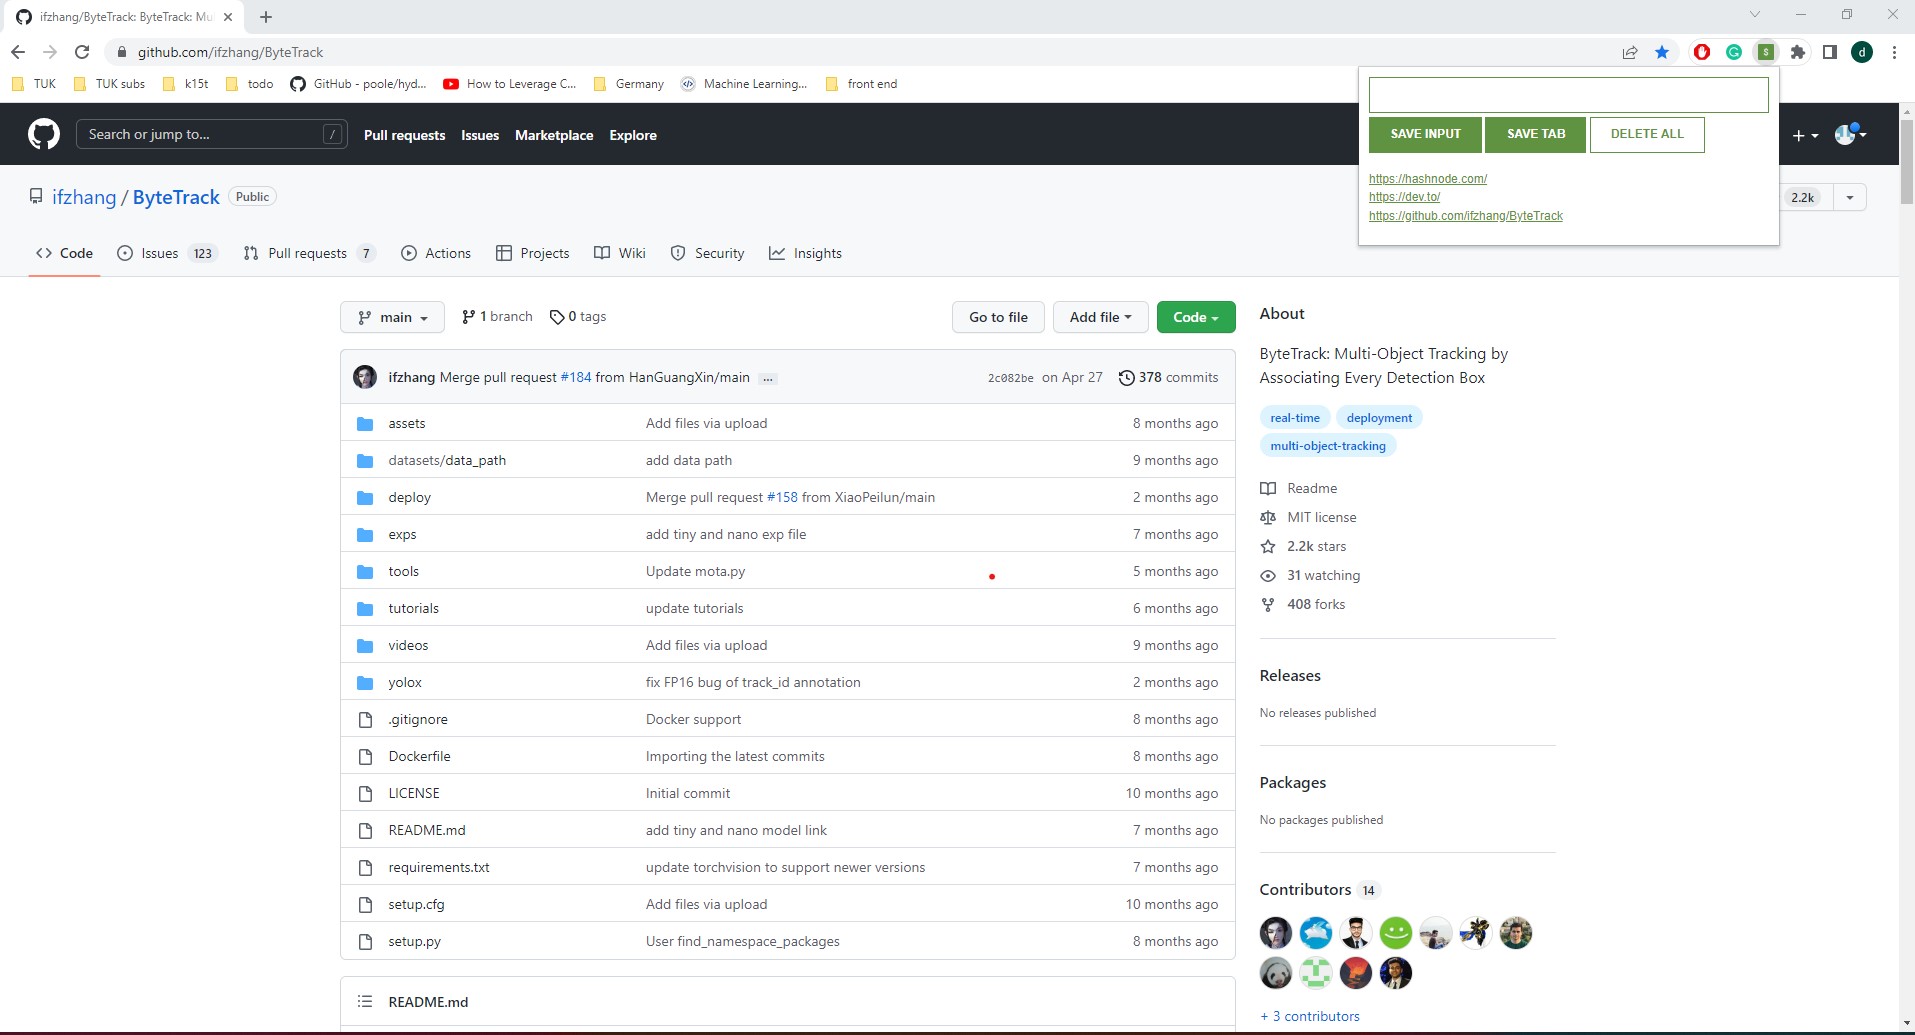 ifzhang/ByteTrack: ByteTrack: Mu
github.com/ifzhang/ByteTrack
TUK TUK subs k15t todo GitHub - poole/hyd... How to Leverage C... Germany Machine Learning... front end
SAVE INPUT SAVE TAB DELETE ALL
https://hashnode.com/
https://dev.to/
https://github.com/ifzhang/ByteTrack
Search or jump to... / Pull requests Issues Marketplace Explore
ifzhang / ByteTrack Public 2.2k
Code Issues 123 Pull requests 7 Actions Projects Wiki Security Insights
main 1 branch 0 tags Go to file Add file Code
ifzhang Merge pull request #184 from HanGuangXin/main ... 2c082be on Apr 27 378 commits
assets Add files via upload 8 months ago
datasets/data_path add data path 9 months ago
deploy Merge pull request #158 from XiaoPeilun/main 2 months ago
exps add tiny and nano exp file 7 months ago
tools Update mota.py 5 months ago
tutorials update tutorials 6 months ago
videos Add files via upload 9 months ago
yolox fix FP16 bug of track_id annotation 2 months ago
.gitignore Docker support 8 months ago
Dockerfile Importing the latest commits 8 months ago
LICENSE Initial commit 10 months ago
README.md add tiny and nano model link 7 months ago
requirements.txt update torchvision to support newer versions 7 months ago
setup.cfg Add files via upload 10 months ago
setup.py User find_namespace_packages 8 months ago
README.md
About
ByteTrack: Multi-Object Tracking by
Associating Every Detection Box
real-time deployment
multi-object-tracking
Readme
MIT license
2.2k stars
31 watching
408 forks
Releases
No releases published
Packages
No packages published
Contributors 14
+ 3 contributors